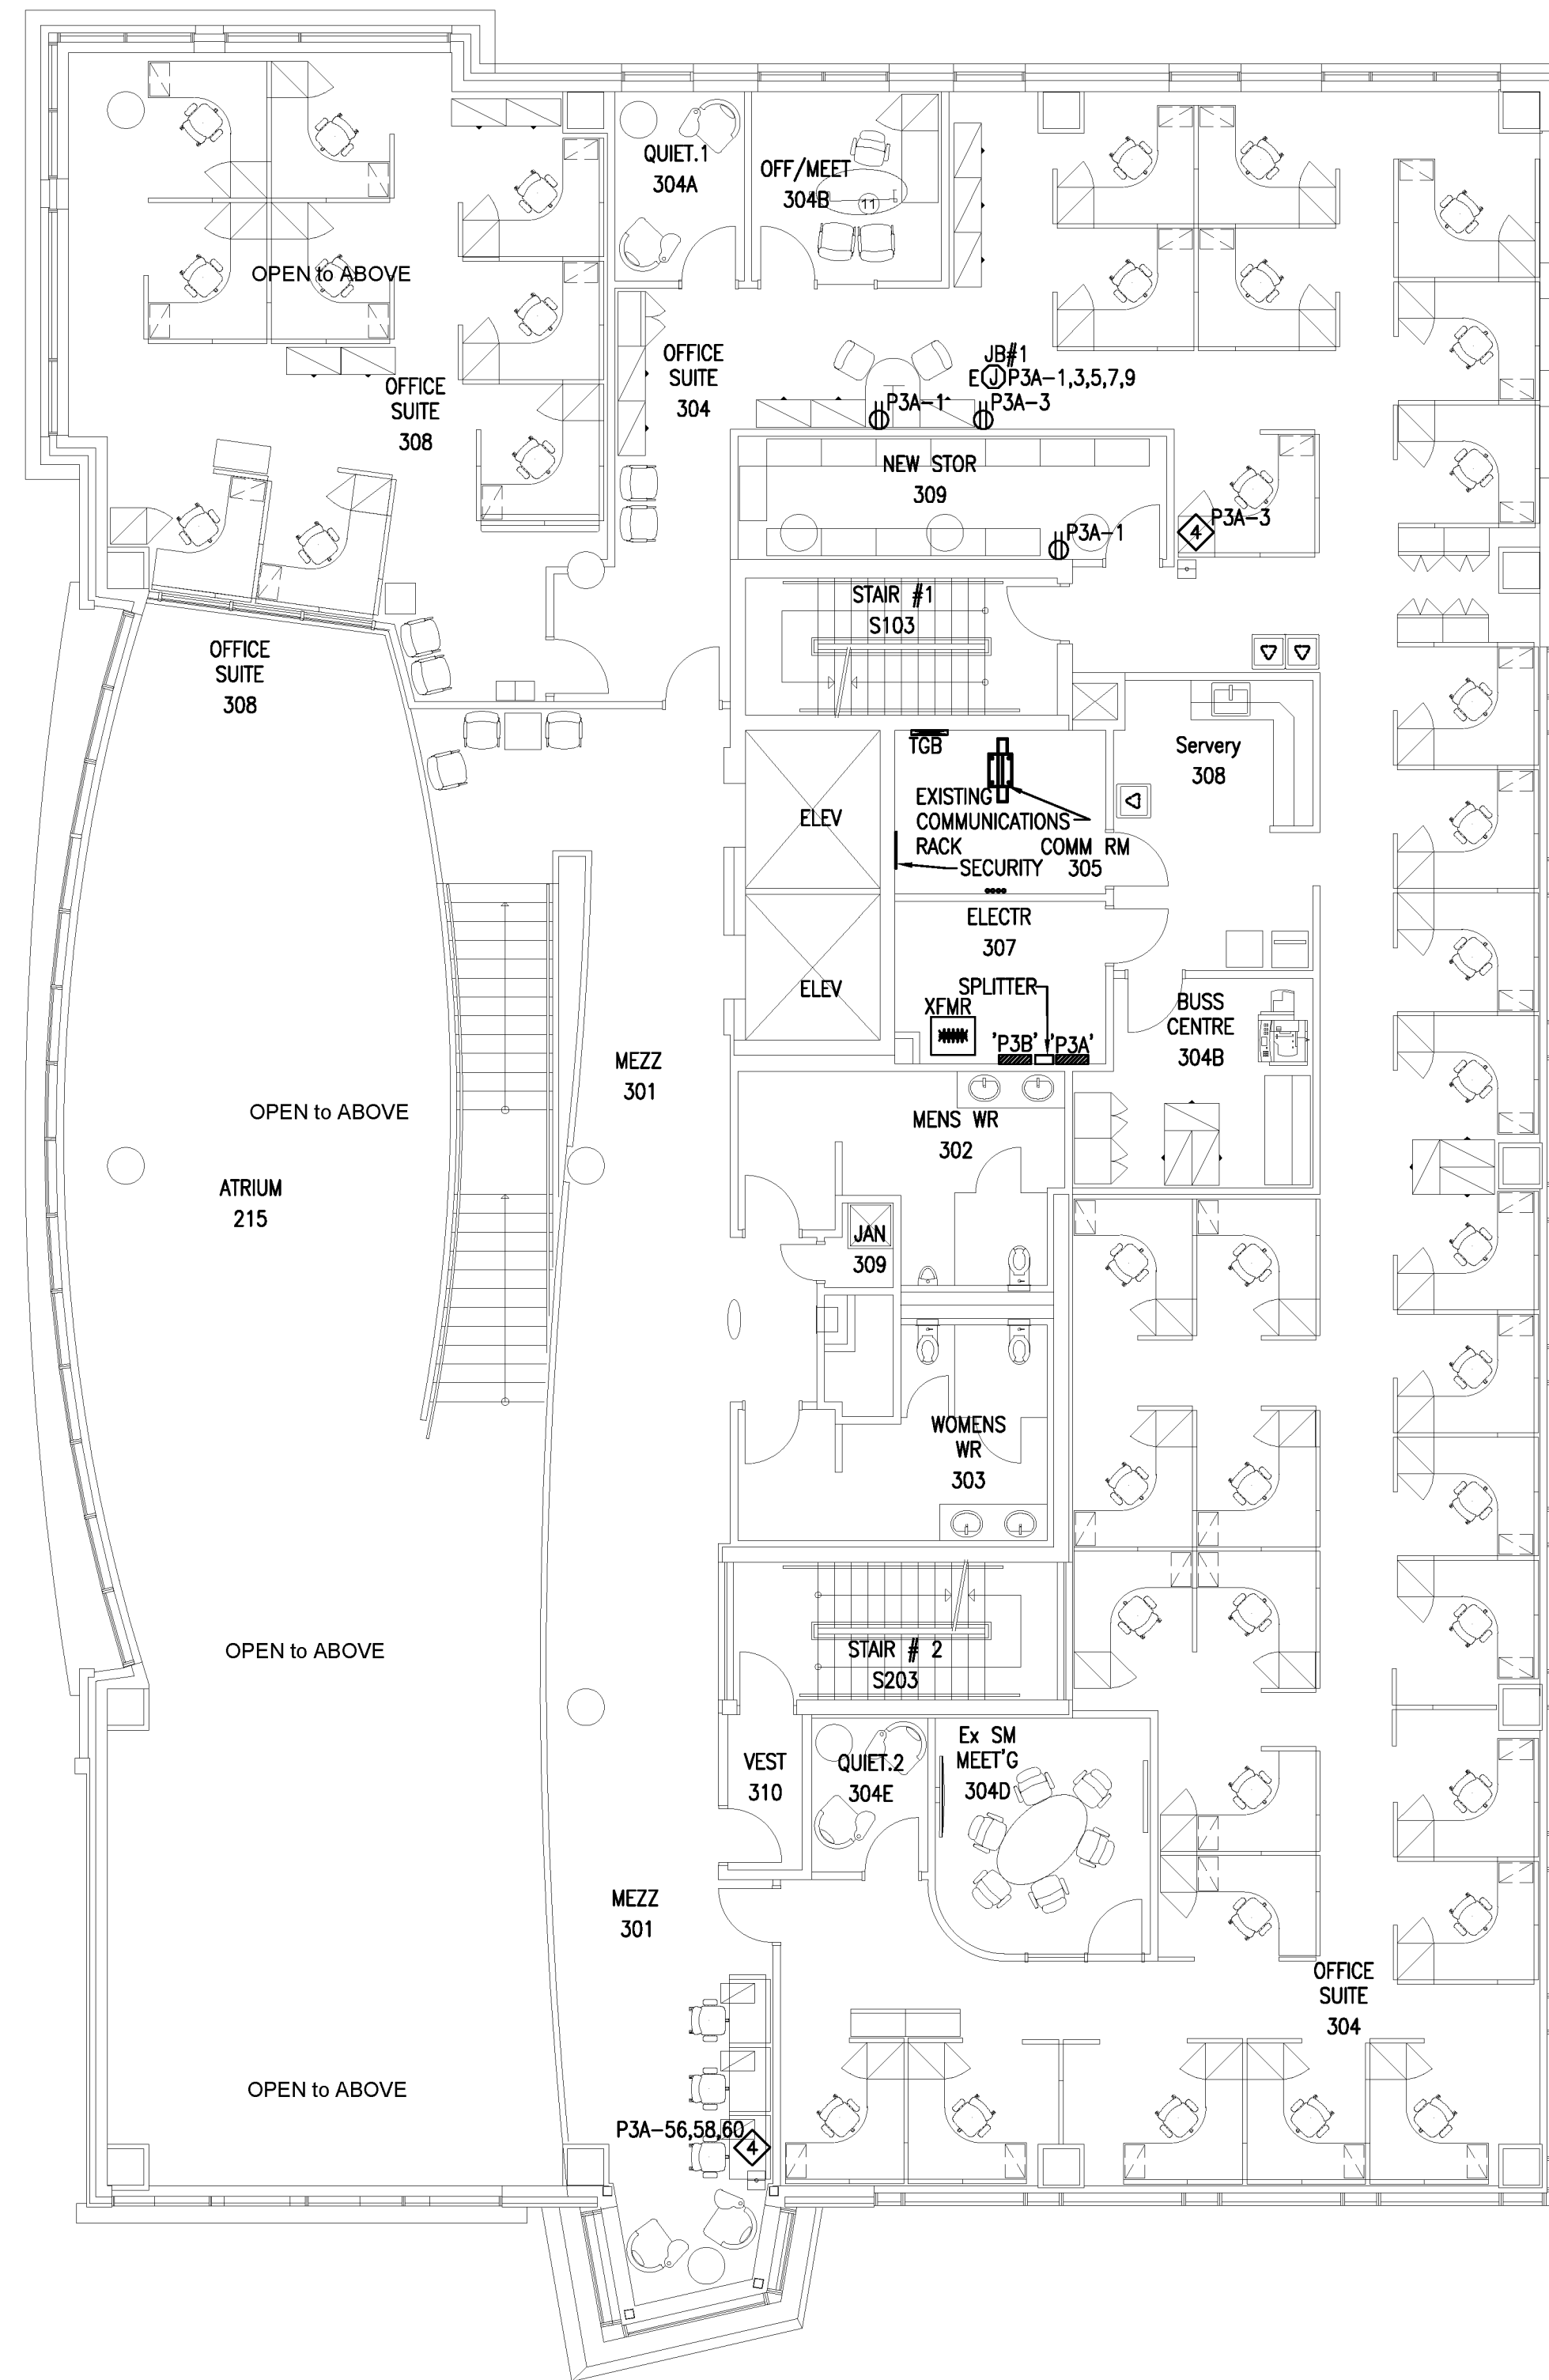 QUIET.1
304A
OFF/MEET
304B
11
OPEN to ABOVE
OFFICE
SUITE
304
OFFICE
SUITE
308
JB#1
E J P3A-1,3,5,7,9
P3A-1
P3A-3
NEW STOR
309
P3A-1
4
P3A-3
STAIR #1
S103
OFFICE
SUITE
308
TGB
EXISTING
COMMUNICATIONS
RACK
COMM RM
305
SECURITY
Servery
308
ELEV
ELECTR
307
ELEV
SPLITTER
XFMR
'P3B'
'P3A'
BUSS
CENTRE
304B
MEZZ
301
OPEN to ABOVE
MENS WR
302
ATRIUM
215
JAN
309
WOMENS
WR
303
OPEN to ABOVE
STAIR # 2
S203
VEST
310
QUIET.2
304E
Ex SM
MEET'G
304D
MEZZ
301
OFFICE
SUITE
304
OPEN to ABOVE
P3A-56,58,60
4